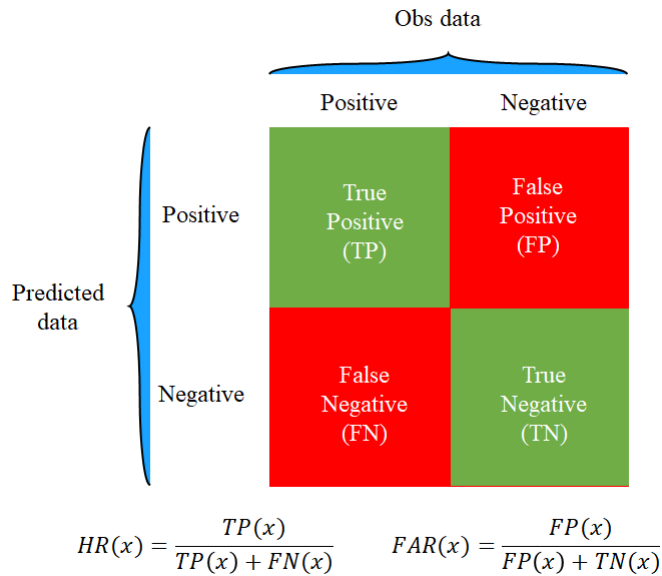 Obs data
Positive Negative
True
Positive
(TP)
False
Positive
(FP)
Positive
Predicted
data
Negative
False
Negative
(FN)
True
Negative
(TN)
HR(x) = TP(x) / TP(x) + FN(x)
FAR(x) = FP(x) / FP(x) + TN(x)